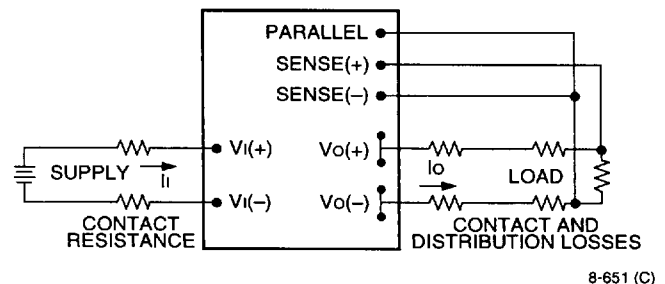 PARALLEL
SENSE(+)
SENSE(–)
VI(+)
VO(+)
SUPPLY
II
IO
LOAD
VI(–)
VO(–)
CONTACT
RESISTANCE
CONTACT AND
DISTRIBUTION LOSSES
8-651 (C)